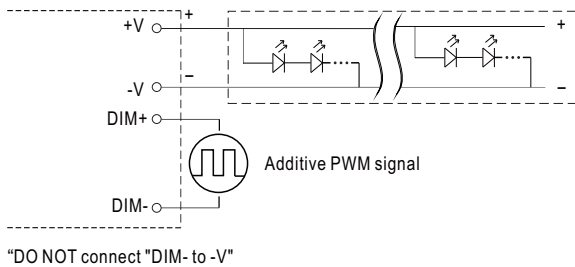 +V
+
+
-V
−
−
DIM+
Additive PWM signal
DIM-
“DO NOT connect "DIM- to -V"